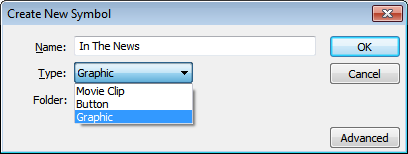 Create New Symbol
Name: In The News OK
Type: Graphic Cancel
Movie Clip
Folder: Button
Graphic
Advanced